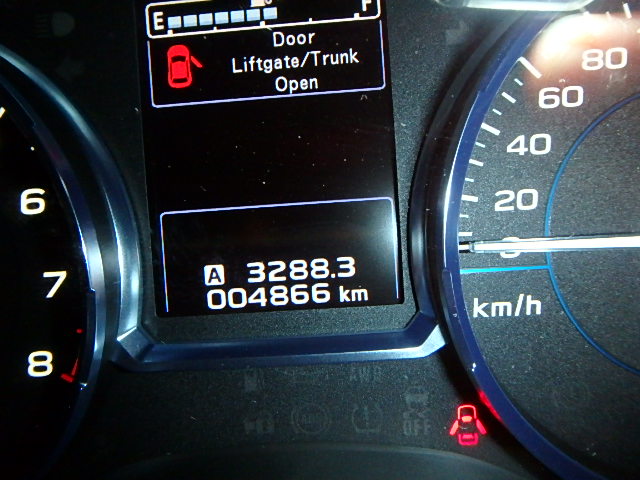 E F
Door
Liftgate/Trunk
Open
80
60
40
20
0
6
7
8
A 3288.3
004866 km
km/h
OFF